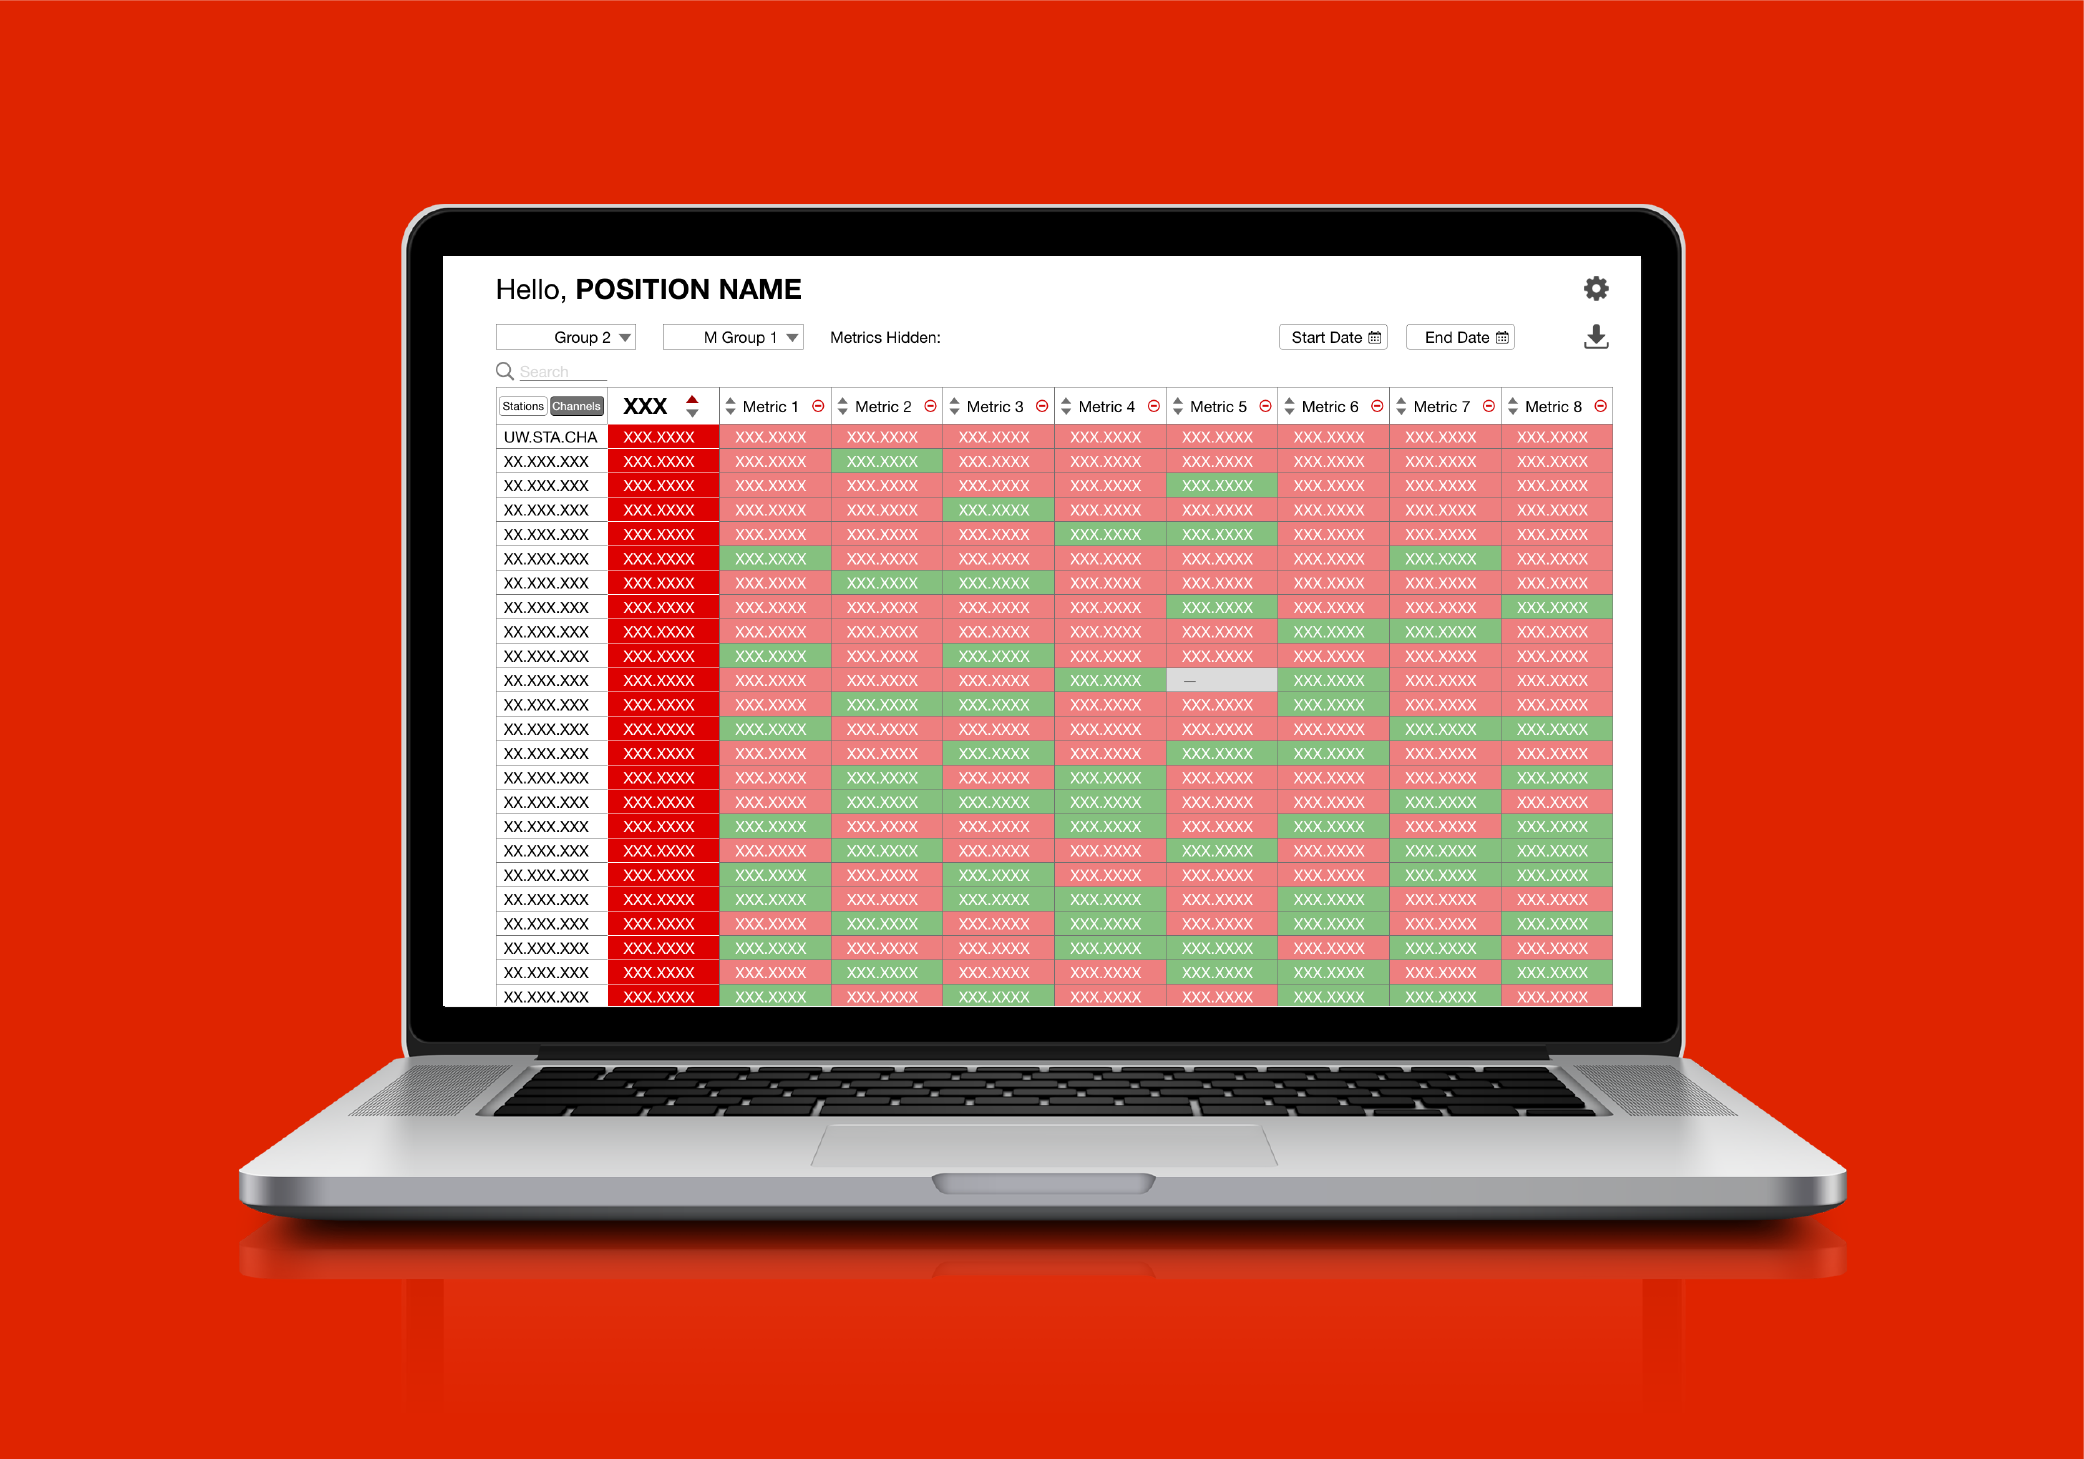 Hello, POSITION NAME
Group 2 M Group 1 Metrics Hidden: Start Date End Date
Search
Stations Channels XXX Metric 1 Metric 2 Metric 3 Metric 4 Metric 5 Metric 6 Metric 7 Metric 8
UW.STA.CHA XXX.XXXX XXX.XXXX XXX.XXXX XXX.XXXX XXX.XXXX XXX.XXXX XXX.XXXX XXX.XXXX XXX.XXXX
XX.XXX.XXX XXX.XXXX XXX.XXXX XXX.XXXX XXX.XXXX XXX.XXXX XXX.XXXX XXX.XXXX XXX.XXXX XXX.XXXX
XX.XXX.XXX XXX.XXXX XXX.XXXX XXX.XXXX XXX.XXXX XXX.XXXX XXX.XXXX XXX.XXXX XXX.XXXX XXX.XXXX
XX.XXX.XXX XXX.XXXX XXX.XXXX XXX.XXXX XXX.XXXX XXX.XXXX XXX.XXXX XXX.XXXX XXX.XXXX XXX.XXXX
XX.XXX.XXX XXX.XXXX XXX.XXXX XXX.XXXX XXX.XXXX XXX.XXXX XXX.XXXX XXX.XXXX XXX.XXXX XXX.XXXX
XX.XXX.XXX XXX.XXXX XXX.XXXX XXX.XXXX XXX.XXXX XXX.XXXX XXX.XXXX XXX.XXXX XXX.XXXX XXX.XXXX
XX.XXX.XXX XXX.XXXX XXX.XXXX XXX.XXXX XXX.XXXX XXX.XXXX XXX.XXXX XXX.XXXX XXX.XXXX XXX.XXXX
XX.XXX.XXX XXX.XXXX XXX.XXXX XXX.XXXX XXX.XXXX XXX.XXXX XXX.XXXX XXX.XXXX XXX.XXXX XXX.XXXX
XX.XXX.XXX XXX.XXXX XXX.XXXX XXX.XXXX XXX.XXXX XXX.XXXX XXX.XXXX XXX.XXXX XXX.XXXX XXX.XXXX
XX.XXX.XXX XXX.XXXX XXX.XXXX XXX.XXXX XXX.XXXX XXX.XXXX XXX.XXXX XXX.XXXX XXX.XXXX XXX.XXXX
XX.XXX.XXX XXX.XXXX XXX.XXXX XXX.XXXX XXX.XXXX XXX.XXXX — XXX.XXXX XXX.XXXX XXX.XXXX
XX.XXX.XXX XXX.XXXX XXX.XXXX XXX.XXXX XXX.XXXX XXX.XXXX XXX.XXXX XXX.XXXX XXX.XXXX XXX.XXXX
XX.XXX.XXX XXX.XXXX XXX.XXXX XXX.XXXX XXX.XXXX XXX.XXXX XXX.XXXX XXX.XXXX XXX.XXXX XXX.XXXX
XX.XXX.XXX XXX.XXXX XXX.XXXX XXX.XXXX XXX.XXXX XXX.XXXX XXX.XXXX XXX.XXXX XXX.XXXX XXX.XXXX
XX.XXX.XXX XXX.XXXX XXX.XXXX XXX.XXXX XXX.XXXX XXX.XXXX XXX.XXXX XXX.XXXX XXX.XXXX XXX.XXXX
XX.XXX.XXX XXX.XXXX XXX.XXXX XXX.XXXX XXX.XXXX XXX.XXXX XXX.XXXX XXX.XXXX XXX.XXXX XXX.XXXX
XX.XXX.XXX XXX.XXXX XXX.XXXX XXX.XXXX XXX.XXXX XXX.XXXX XXX.XXXX XXX.XXXX XXX.XXXX XXX.XXXX
XX.XXX.XXX XXX.XXXX XXX.XXXX XXX.XXXX XXX.XXXX XXX.XXXX XXX.XXXX XXX.XXXX XXX.XXXX XXX.XXXX
XX.XXX.XXX XXX.XXXX XXX.XXXX XXX.XXXX XXX.XXXX XXX.XXXX XXX.XXXX XXX.XXXX XXX.XXXX XXX.XXXX
XX.XXX.XXX XXX.XXXX XXX.XXXX XXX.XXXX XXX.XXXX XXX.XXXX XXX.XXXX XXX.XXXX XXX.XXXX XXX.XXXX
XX.XXX.XXX XXX.XXXX XXX.XXXX XXX.XXXX XXX.XXXX XXX.XXXX XXX.XXXX XXX.XXXX XXX.XXXX XXX.XXXX
XX.XXX.XXX XXX.XXXX XXX.XXXX XXX.XXXX XXX.XXXX XXX.XXXX XXX.XXXX XXX.XXXX XXX.XXXX XXX.XXXX
XX.XXX.XXX XXX.XXXX XXX.XXXX XXX.XXXX XXX.XXXX XXX.XXXX XXX.XXXX XXX.XXXX XXX.XXXX XXX.XXXX
XX.XXX.XXX XXX.XXXX XXX.XXXX XXX.XXXX XXX.XXXX XXX.XXXX XXX.XXXX XXX.XXXX XXX.XXXX XXX.XXXX